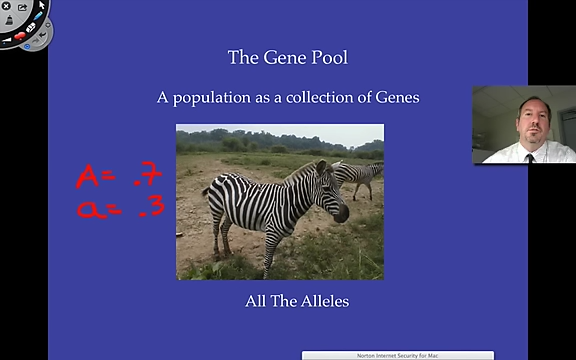 The Gene Pool
A population as a collection of Genes
A= .7
a= .3
All The Alleles
Norton Internet Security for Mac